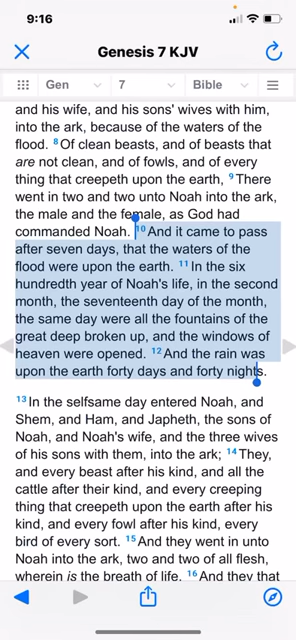 9:16
Genesis 7 KJV
Gen 7 Bible
and his wife, and his sons' wives with him,
into the ark, because of the waters of the
flood. 8 Of clean beasts, and of beasts that
are not clean, and of fowls, and of every
thing that creepeth upon the earth, 9 There
went in two and two unto Noah into the ark,
the male and the female, as God had
commanded Noah. 10 And it came to pass
after seven days, that the waters of the
flood were upon the earth. 11 In the six
hundredth year of Noah's life, in the second
month, the seventeenth day of the month,
the same day were all the fountains of the
great deep broken up, and the windows of
heaven were opened. 12 And the rain was
upon the earth forty days and forty nights.
13 In the selfsame day entered Noah, and
Shem, and Ham, and Japheth, the sons of
Noah, and Noah's wife, and the three wives
of his sons with them, into the ark; 14 They,
and every beast after his kind, and all the
cattle after their kind, and every creeping
thing that creepeth upon the earth after his
kind, and every fowl after his kind, every
bird of every sort. 15 And they went in unto
Noah into the ark, two and two of all flesh,
wherein is the breath of life. 16 And they that